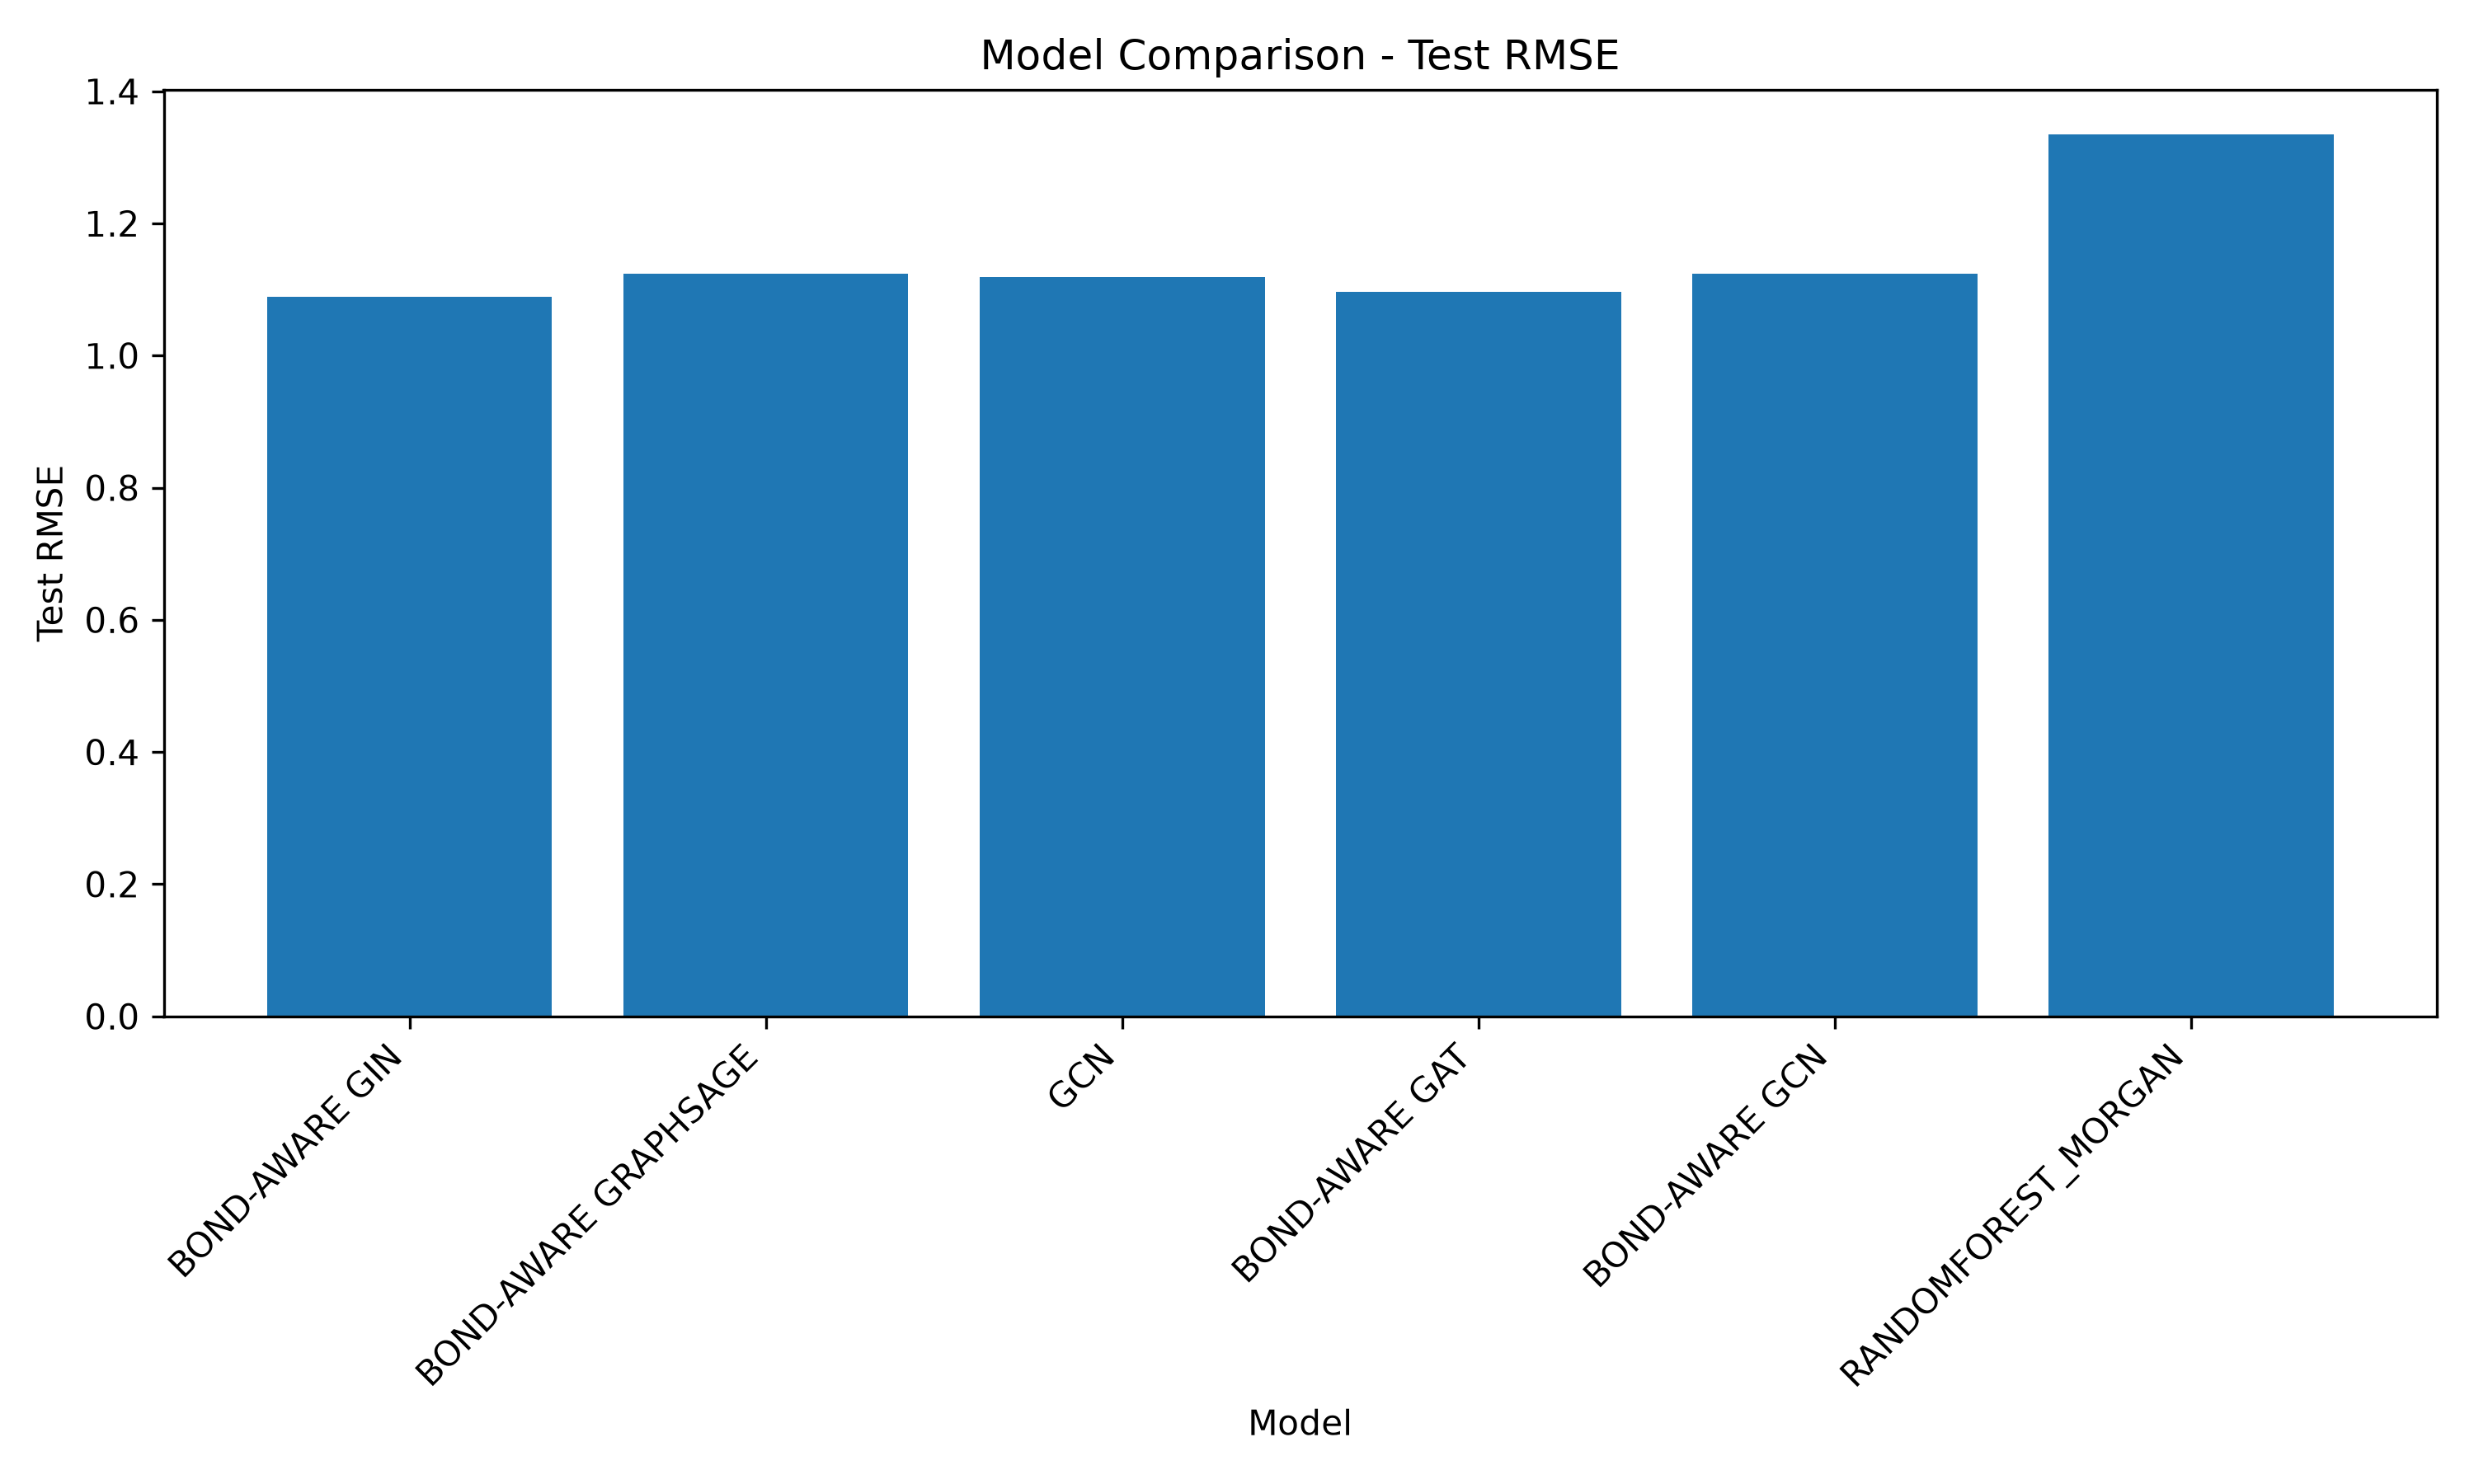 Model Comparison - Test RMSE
Test RMSE
1.4
1.2
1.0
0.8
0.6
0.4
0.2
0.0
BOND-AWARE GIN
BOND-AWARE GRAPHSAGE
GCN
BOND-AWARE GAT
BOND-AWARE GCN
RANDOMFOREST_MORGAN
Model